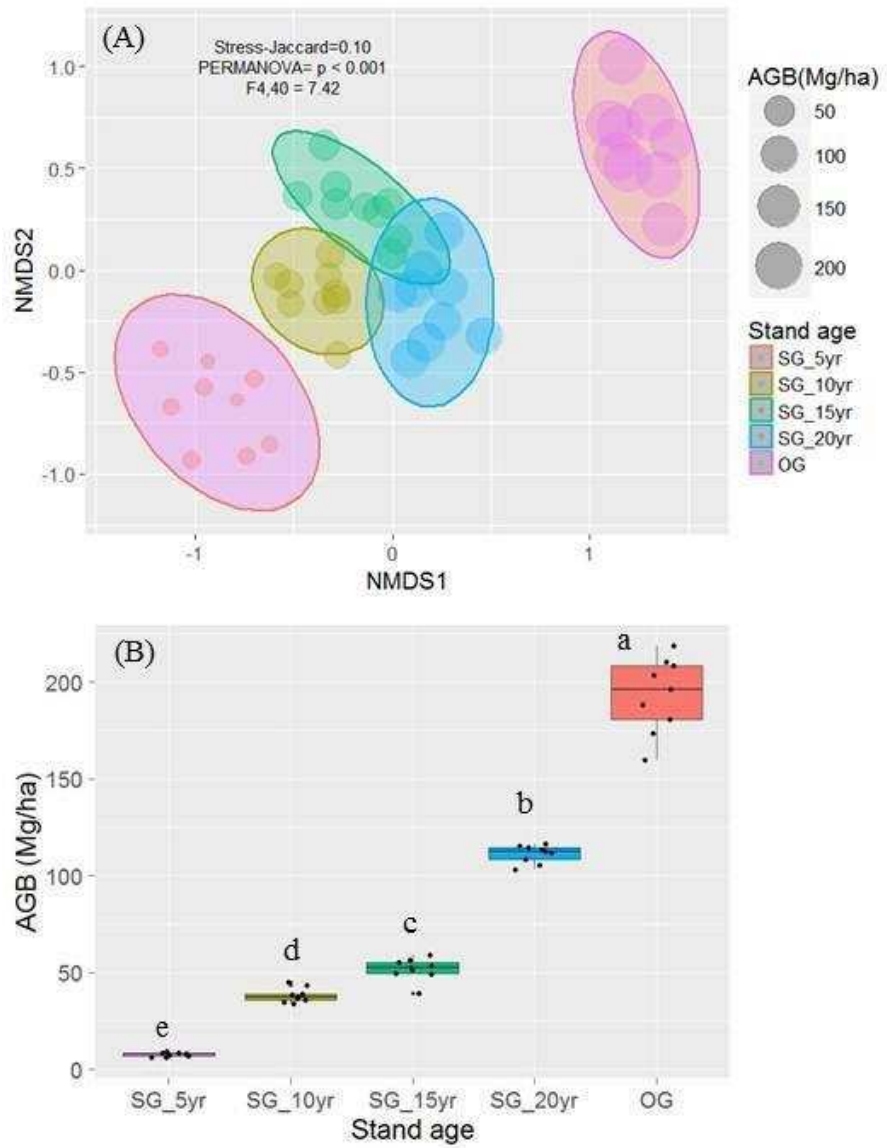 (A)
Stress-Jaccard=0.10
PERMANOVA= p < 0.001
F4,40 = 7.42
NMDS2
1.0
0.5
0.0
-0.5
-1.0
-1
0
1
NMDS1
AGB(Mg/ha)
50
100
150
200
Stand age
SG_5yr
SG_10yr
SG_15yr
SG_20yr
OG
(B)
AGB (Mg/ha)
200
150
100
50
0
a
b
c
d
e
SG_5yr
SG_10yr
SG_15yr
SG_20yr
OG
Stand age